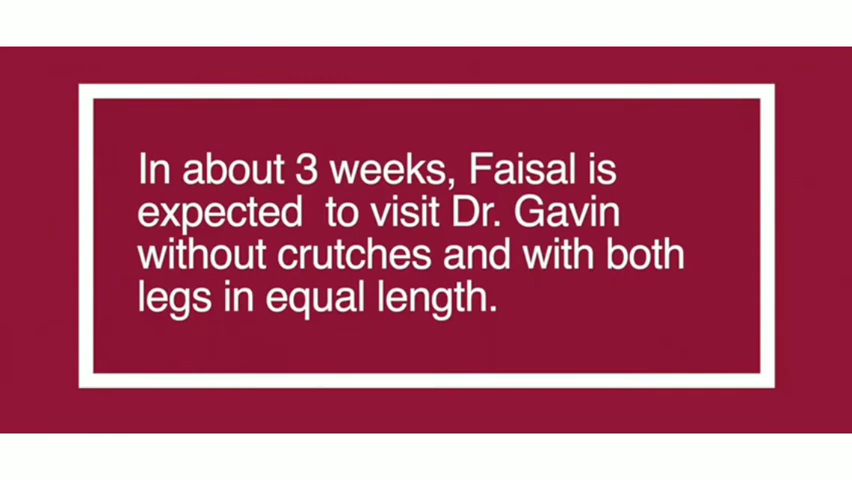 In about 3 weeks, Faisal is
expected  to visit Dr. Gavin
without crutches and with both
legs in equal length.